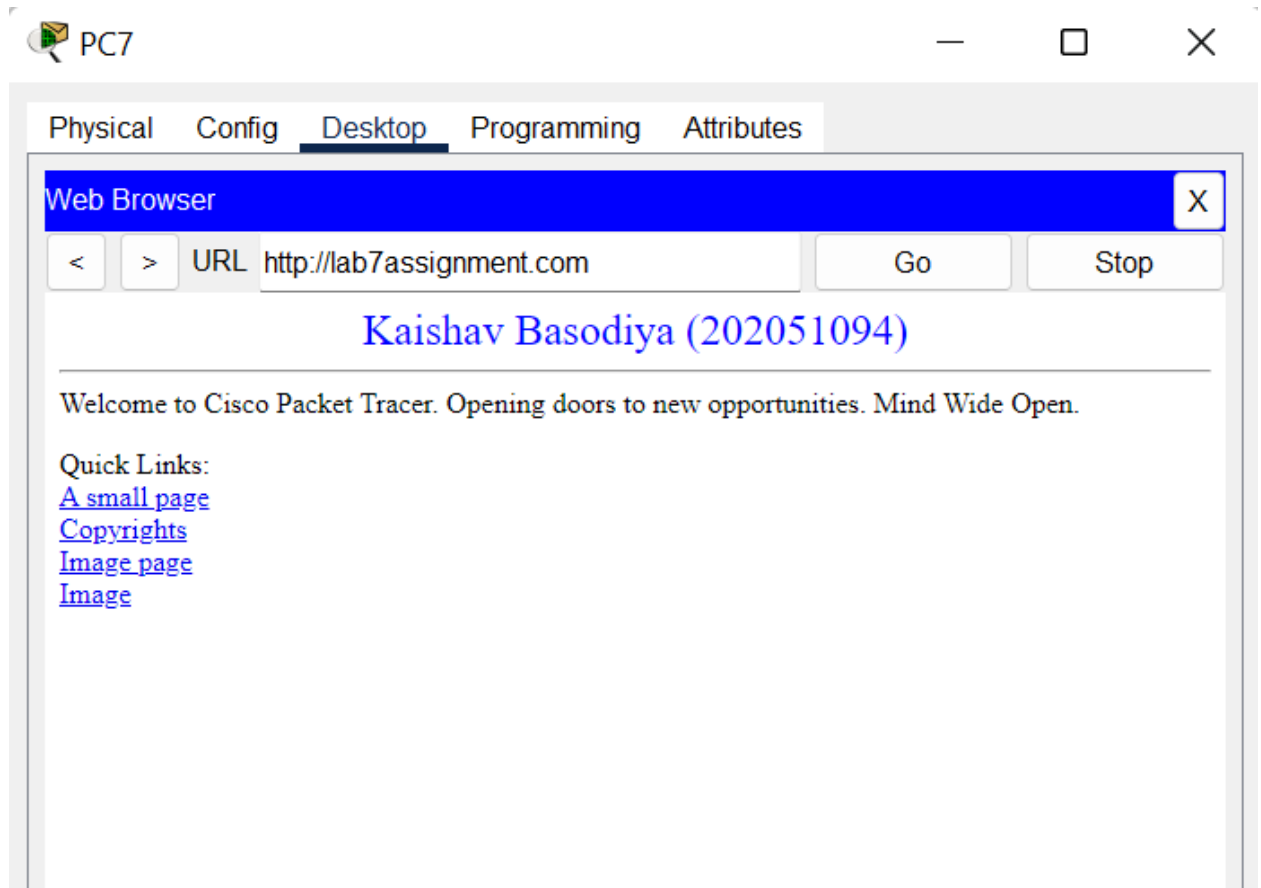 PC7
Physical Config Desktop Programming Attributes
Web Browser X
< > URL http://lab7assignment.com Go Stop
Kaishav Basodiya (202051094)
Welcome to Cisco Packet Tracer. Opening doors to new opportunities. Mind Wide Open.
Quick Links:
A small page
Copyrights
Image page
Image